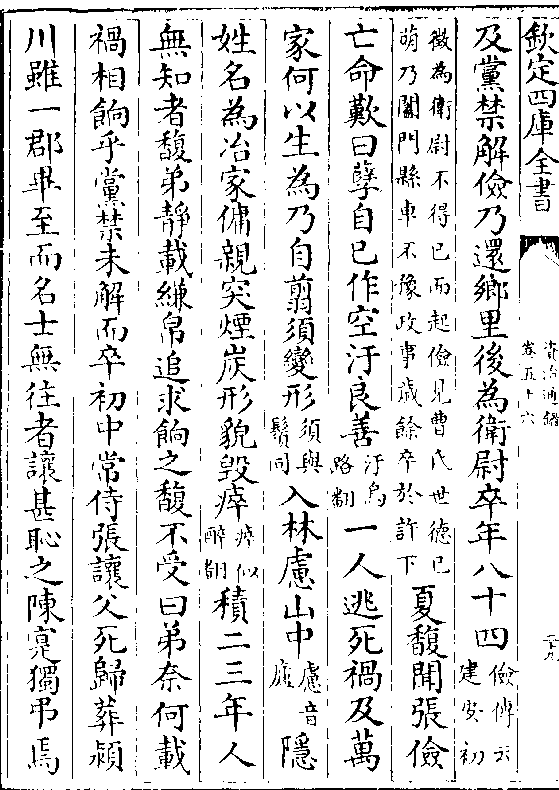 欽定四庫全書
資治通鑑
卷五十六
二十九
及黨禁解儉乃還鄉里後為衛尉卒年八十四儉傳云建安初
徵為衛尉不得已而起儉見曹氏世德已萌乃闔門縣車不豫政事歲餘卒於許下夏馥聞張儉
亡命歎曰孽自己作空汙良善汙烏路翻一人逃死禍及萬
家何以生為乃自翦須變形須與鬚同入林慮山中慮音廬隱
姓名為冶家傭親突煙炭形貌毀瘁瘁似醉翻積二三年人
無知者馥弟靜載縑帛追求餉之馥不受曰弟奈何載
禍相餉乎黨禁未解而卒初中常侍張讓父死歸葬潁
川雖一郡畢至而名士無往者讓甚恥之陳寔獨弔焉